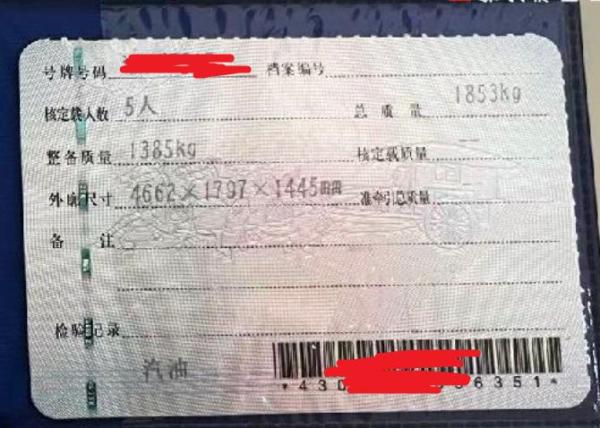 号牌号码 档案编号
核定载人数 5人 总质量 1853kg
整备质量 1385kg 核定载质量 --
外廓尺寸 4662×1797×1445mm 准牵引总质量 --
备注
检验记录
汽油
*430 36351*